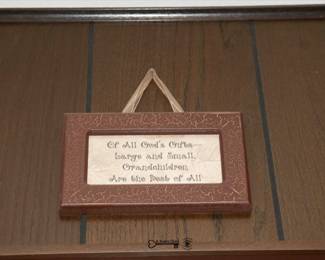 Of All God's Gifts—
Large and Small,
Grandchildren
Are the Best of All